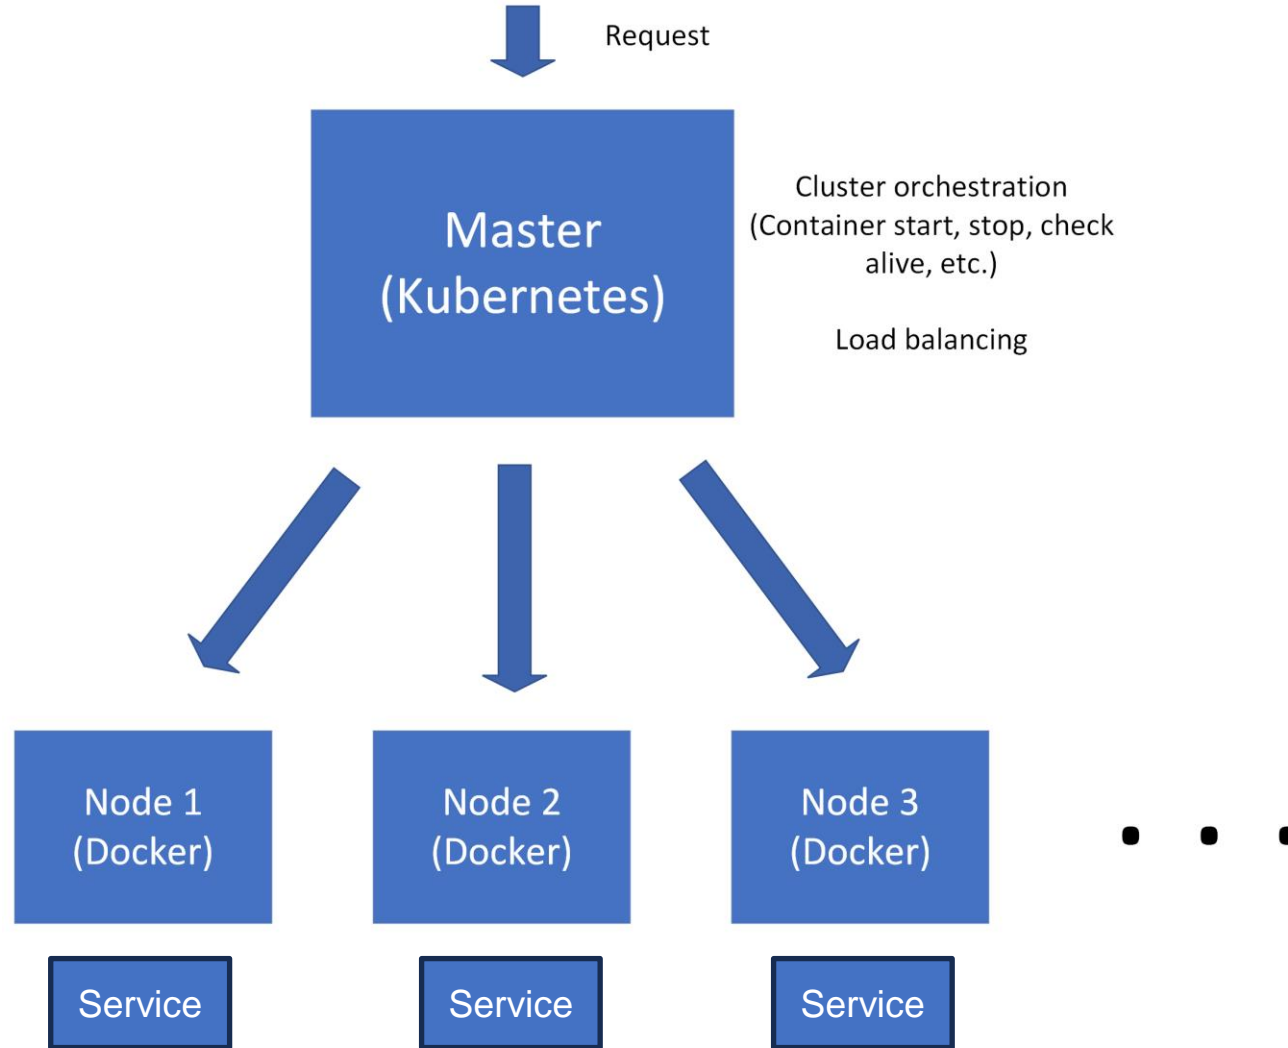 Request
Master
(Kubernetes)
Cluster orchestration
(Container start, stop, check
alive, etc.)
Load balancing
Node 1
(Docker)
Node 2
(Docker)
Node 3
(Docker)
. . .
Service
Service
Service